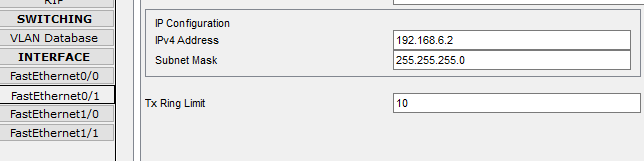 RIP
SWITCHING
VLAN Database
INTERFACE
FastEthernet0/0
FastEthernet0/1
FastEthernet1/0
FastEthernet1/1
IP Configuration
IPv4 Address
192.168.6.2
Subnet Mask
255.255.255.0
Tx Ring Limit
10